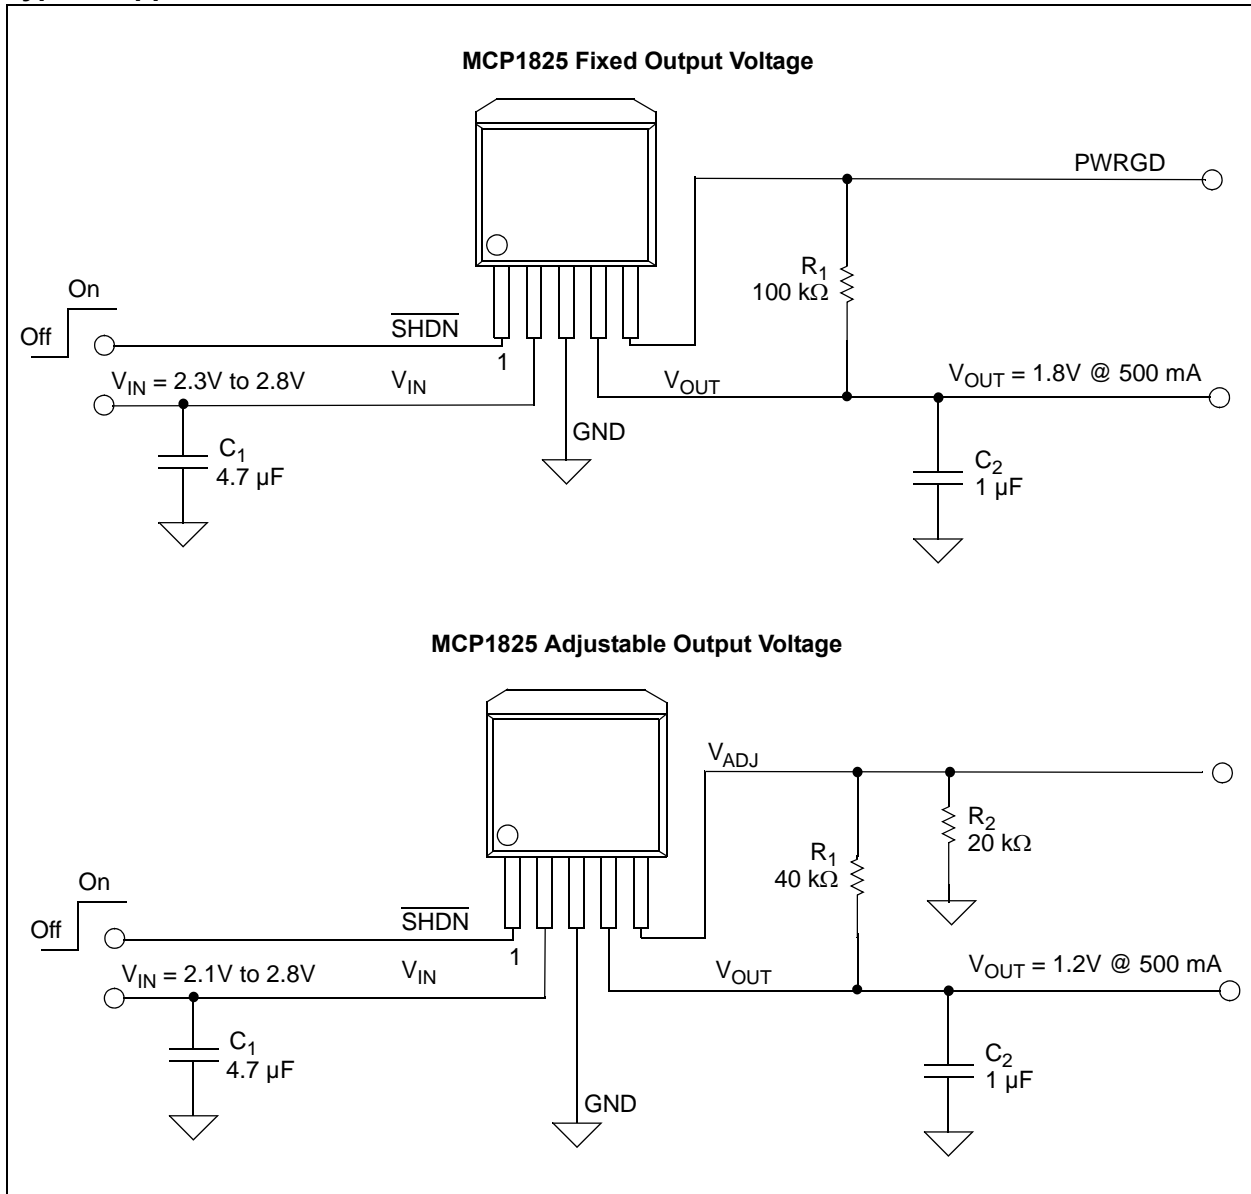 MCP1825 Fixed Output Voltage
PWRGD
R1
100 kΩ
On
Off
SHDN
1
VIN = 2.3V to 2.8V
VIN
VOUT
VOUT = 1.8V @ 500 mA
GND
C1
4.7 µF
C2
1 µF
MCP1825 Adjustable Output Voltage
VADJ
R2
20 kΩ
R1
40 kΩ
On
Off
SHDN
1
VIN = 2.1V to 2.8V
VIN
VOUT
VOUT = 1.2V @ 500 mA
C1
4.7 µF
C2
1 µF
GND